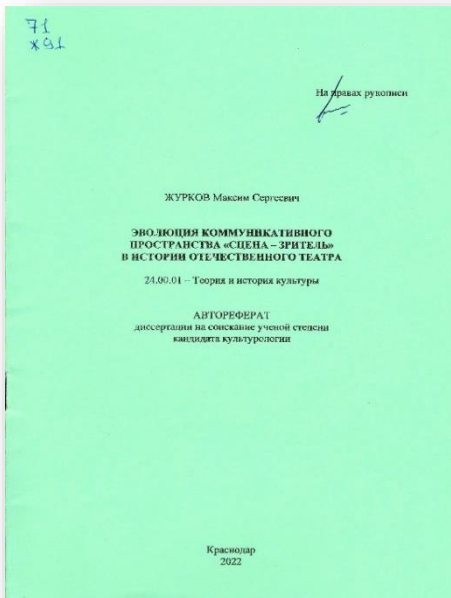 71
Ж91
На правах рукописи
ЖУРКОВ Максим Сергеевич
ЭВОЛЮЦИЯ КОММУНИКАТИВНОГО
ПРОСТРАНСТВА «СЦЕНА – ЗРИТЕЛЬ»
В ИСТОРИИ ОТЕЧЕСТВЕННОГО ТЕАТРА
24.00.01 – Теория и история культуры
АВТОРЕФЕРАТ
диссертации на соискание ученой степени
кандидата культурологии
Краснодар
2022